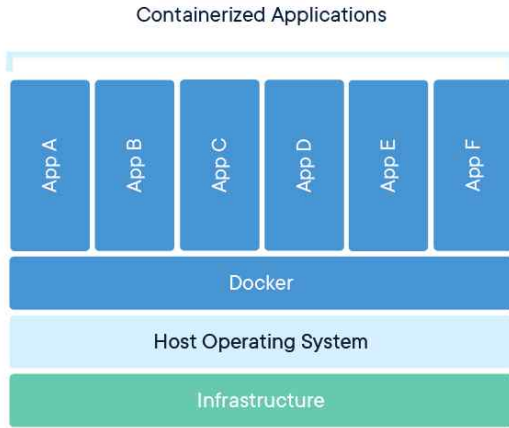 Containerized Applications
App A
App B
App C
App D
App E
App F
Docker
Host Operating System
Infrastructure